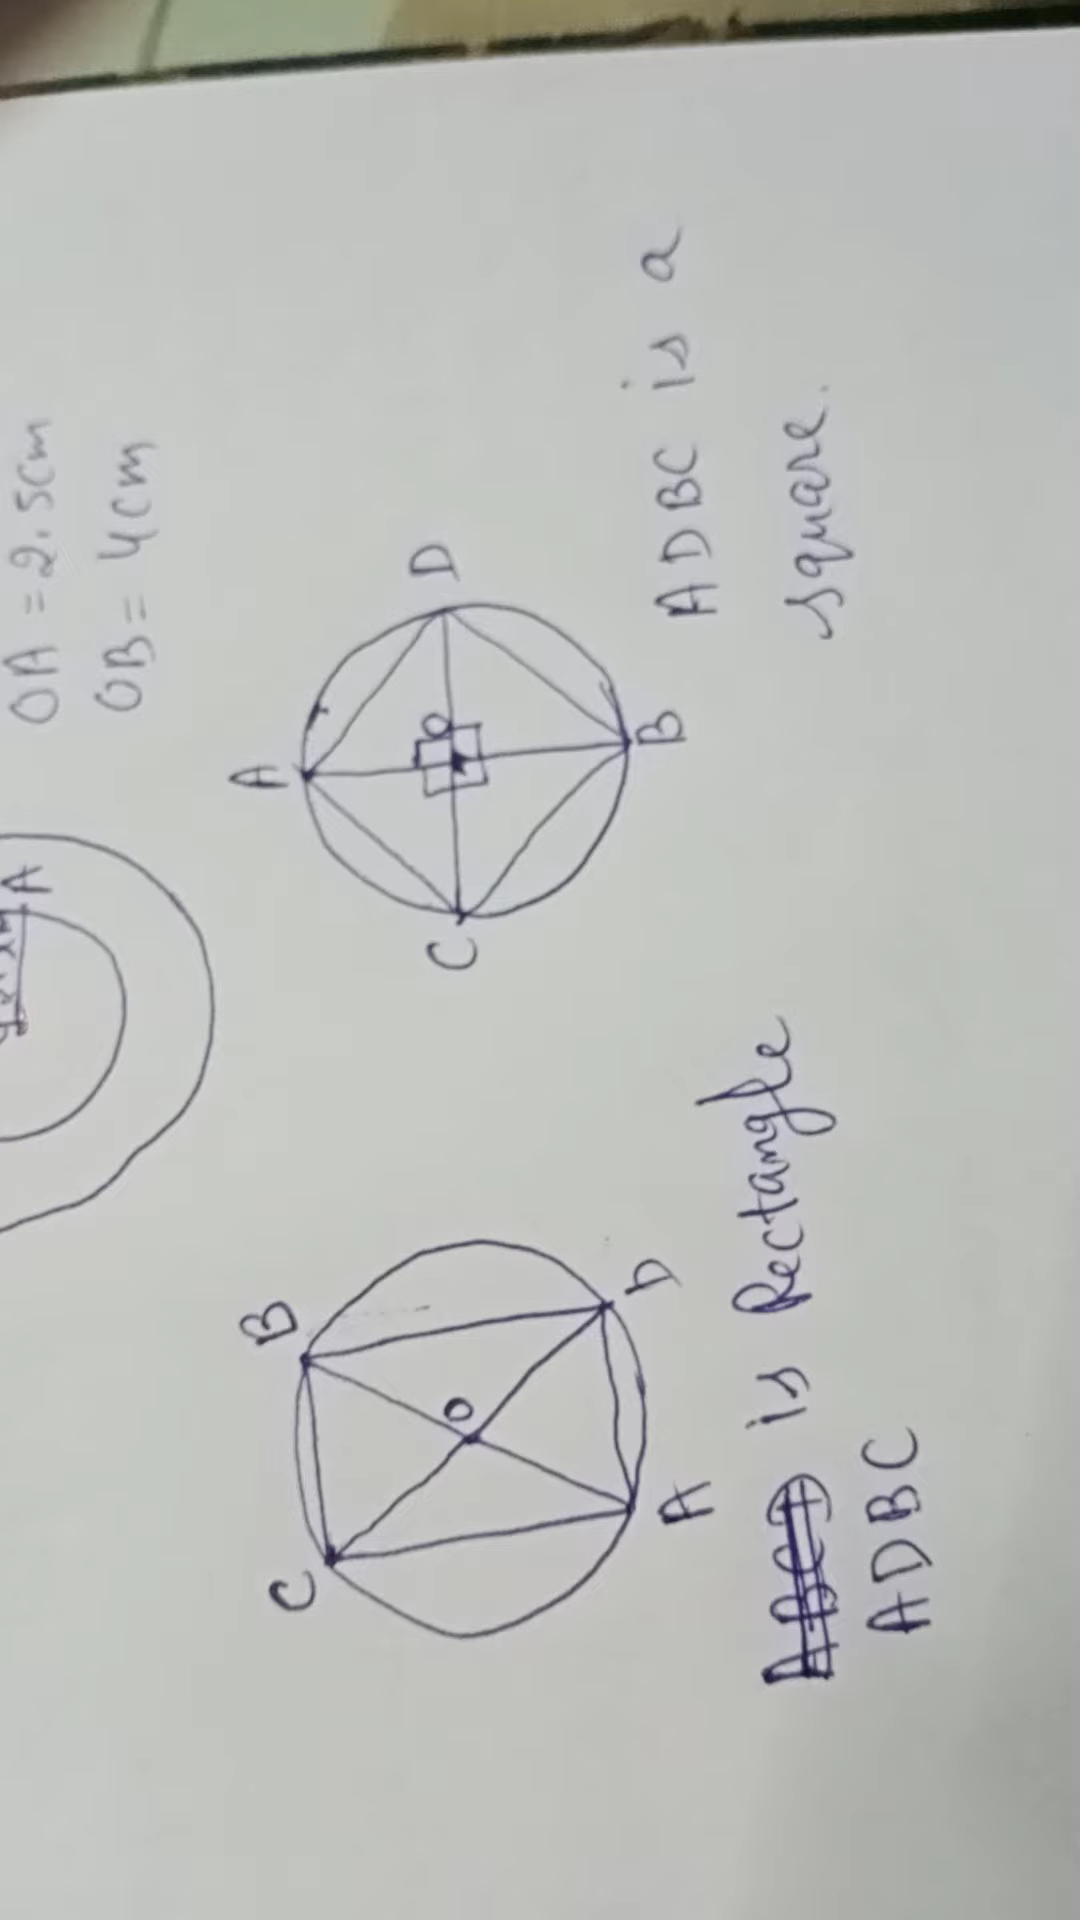 A
OA = 2.5cm
OB = 4cm
B
C
O
D
A
A
C
O
D
B
is Rectangle
ADBC
ADBC is a
square.